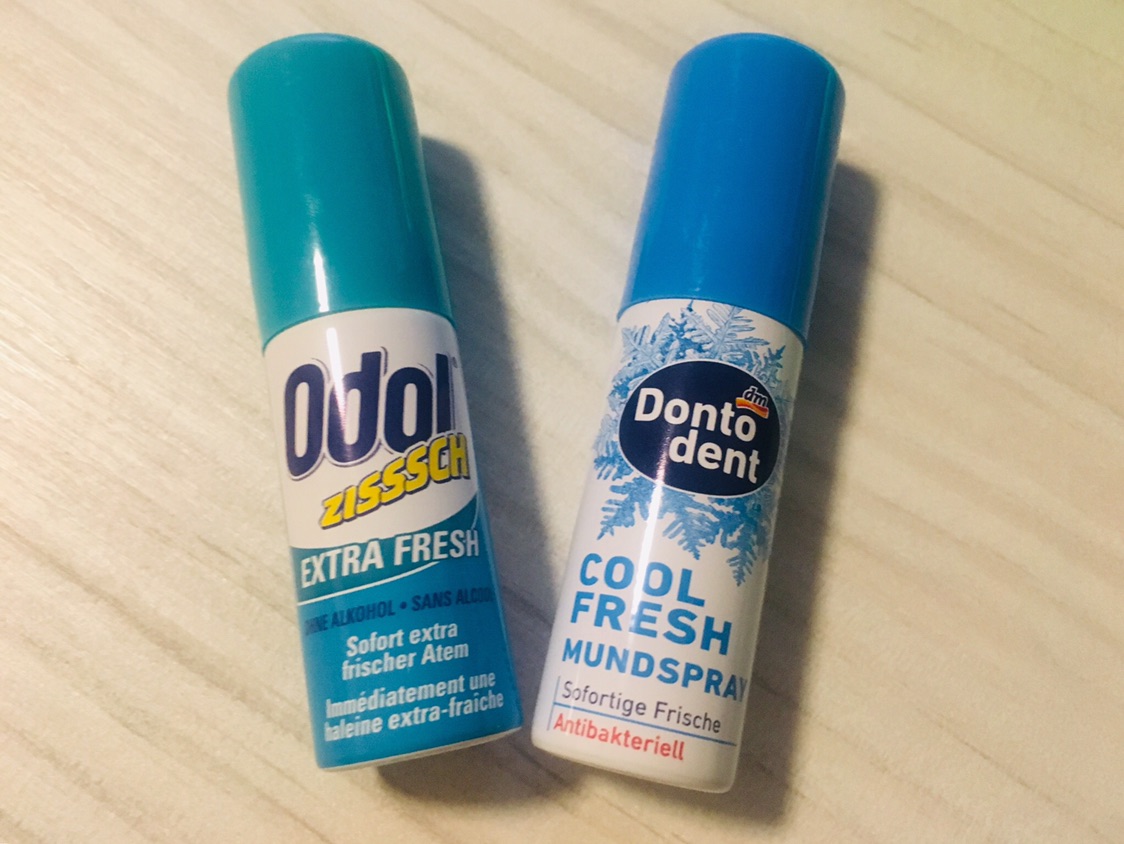 Odol
ZISSSCH
EXTRA FRESH
OHNE ALKOHOL • SANS ALCOOL
Sofort extra
frischer Atem
Immédiatement une
haleine extra-fraîche
dm
Donto
dent
COOL
FRESH
MUNDSPRAY
Sofortige Frische
Antibakteriell